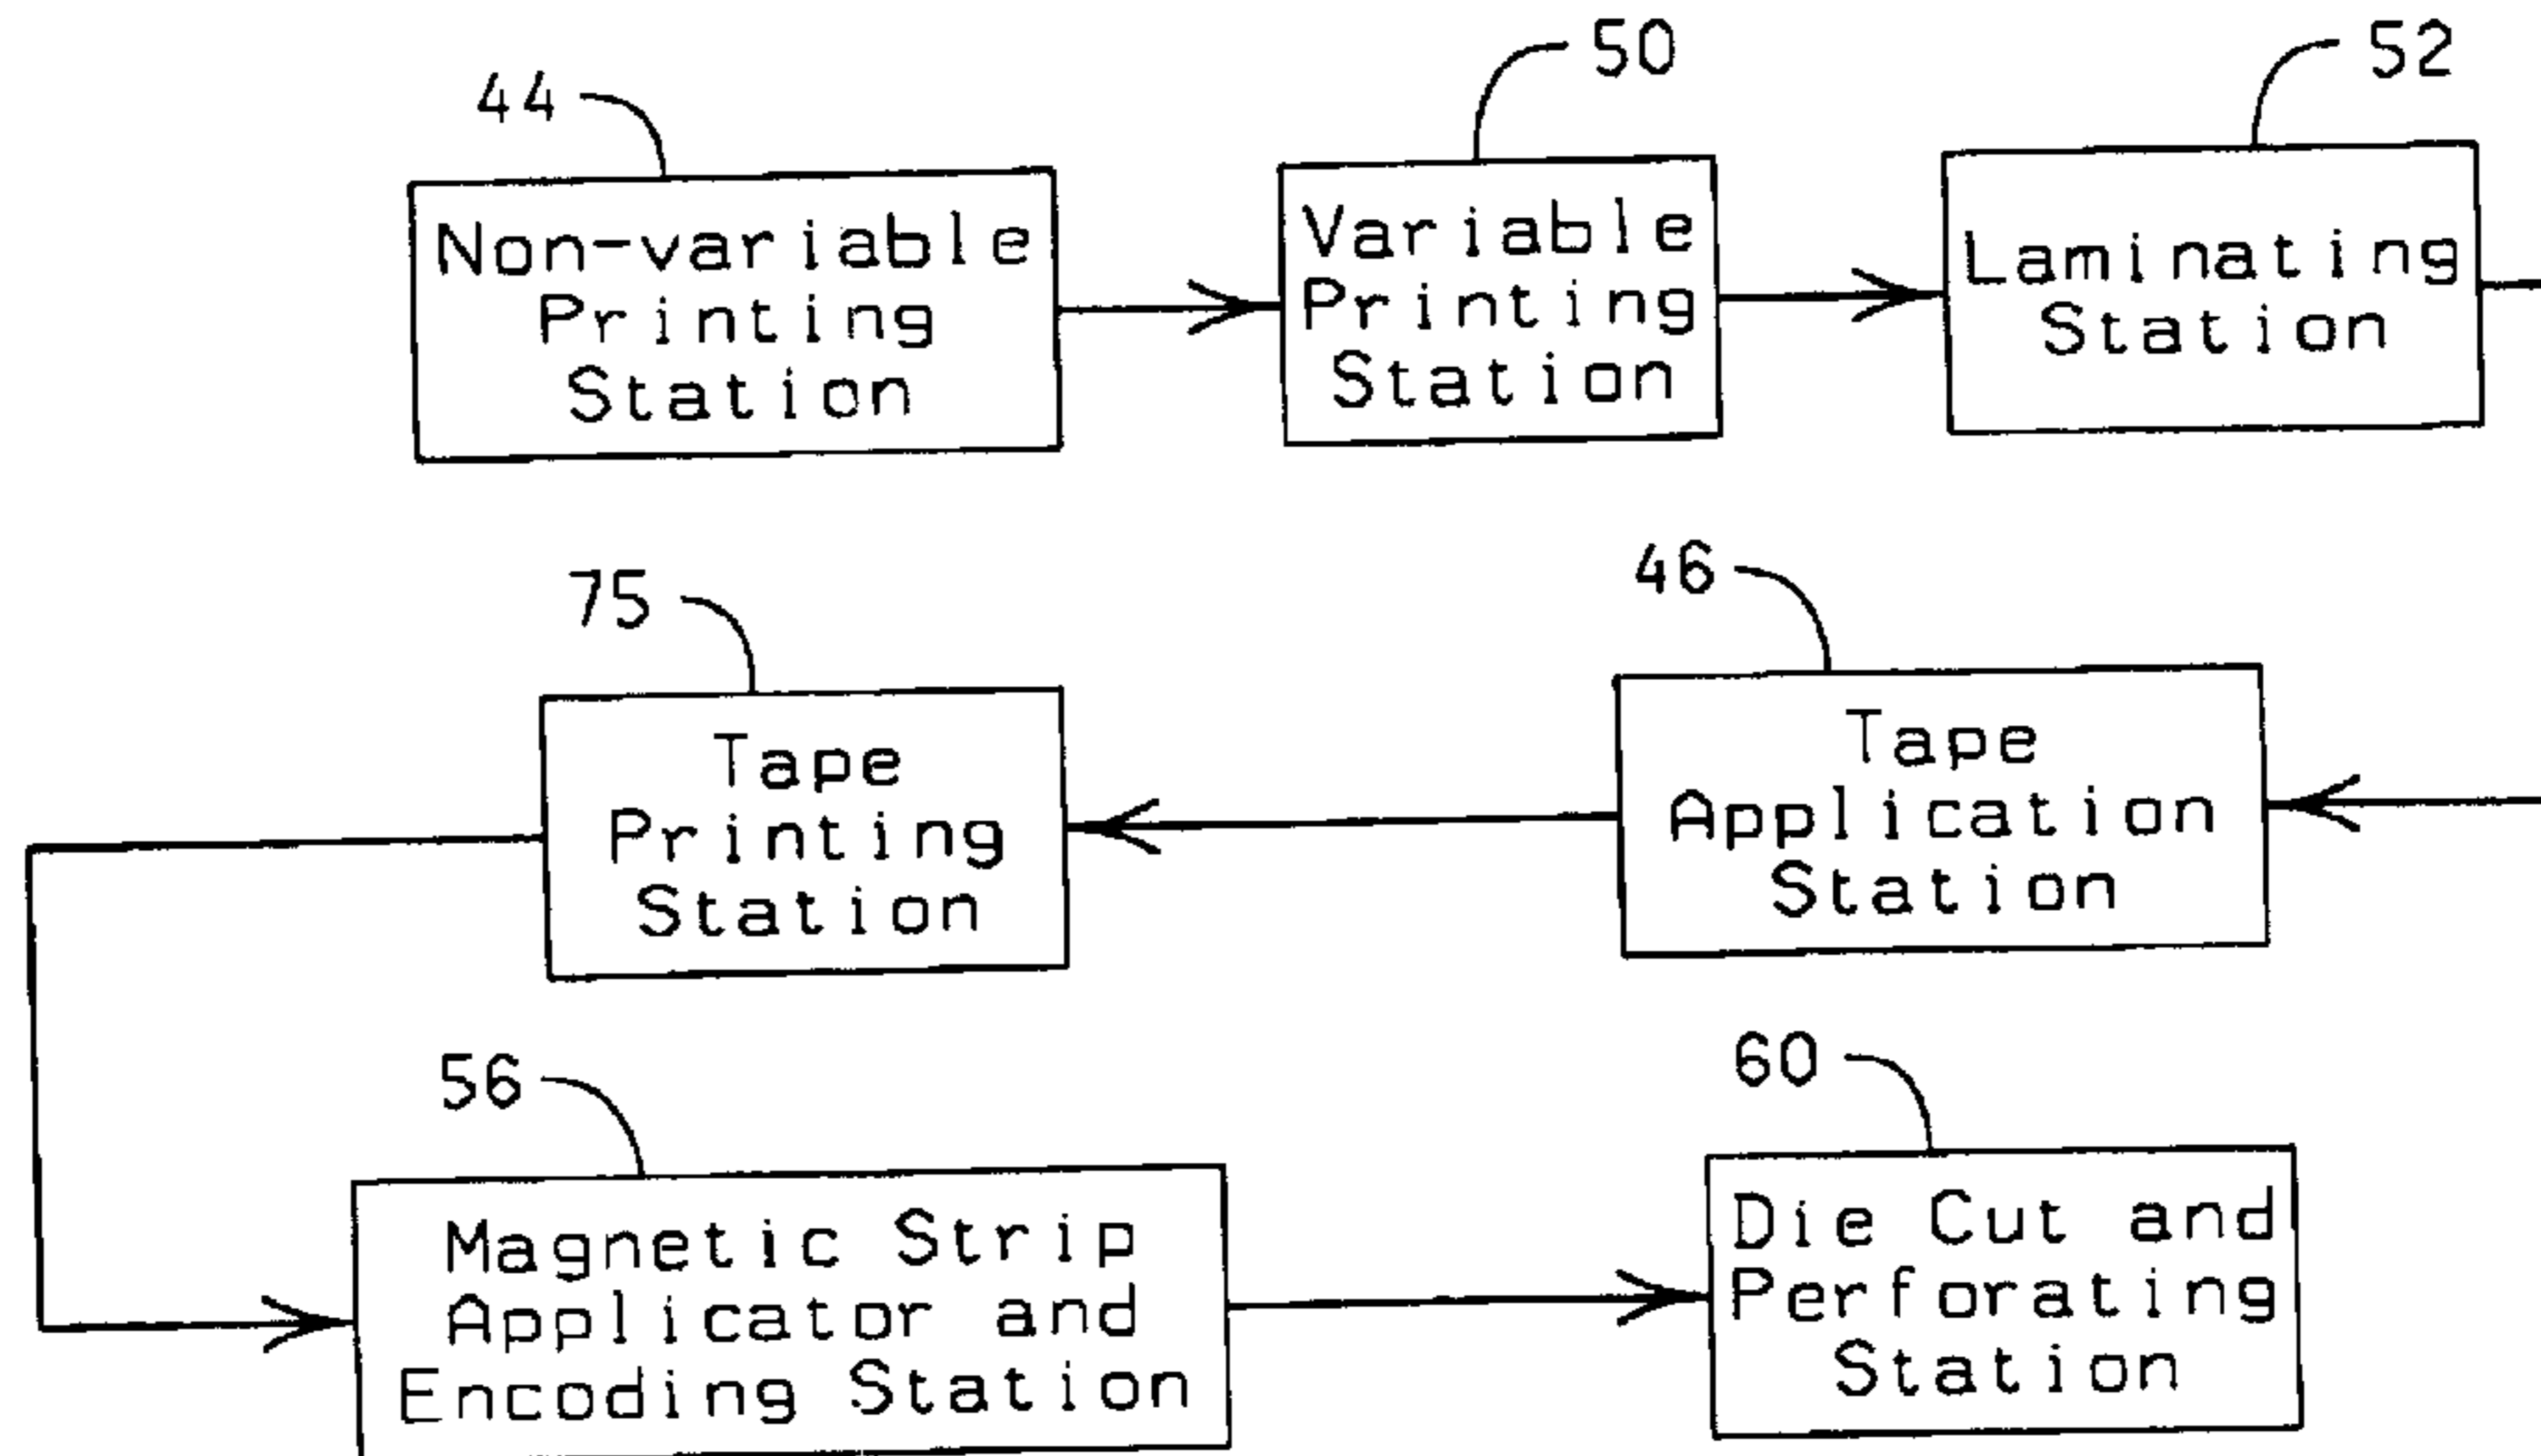 44
50
52
Non-variable
Printing
Station
Variable
Printing
Station
Laminating
Station
75
46
Tape
Printing
Station
Tape
Application
Station
56
60
Magnetic Strip
Applicator and
Encoding Station
Die Cut and
Perforating
Station